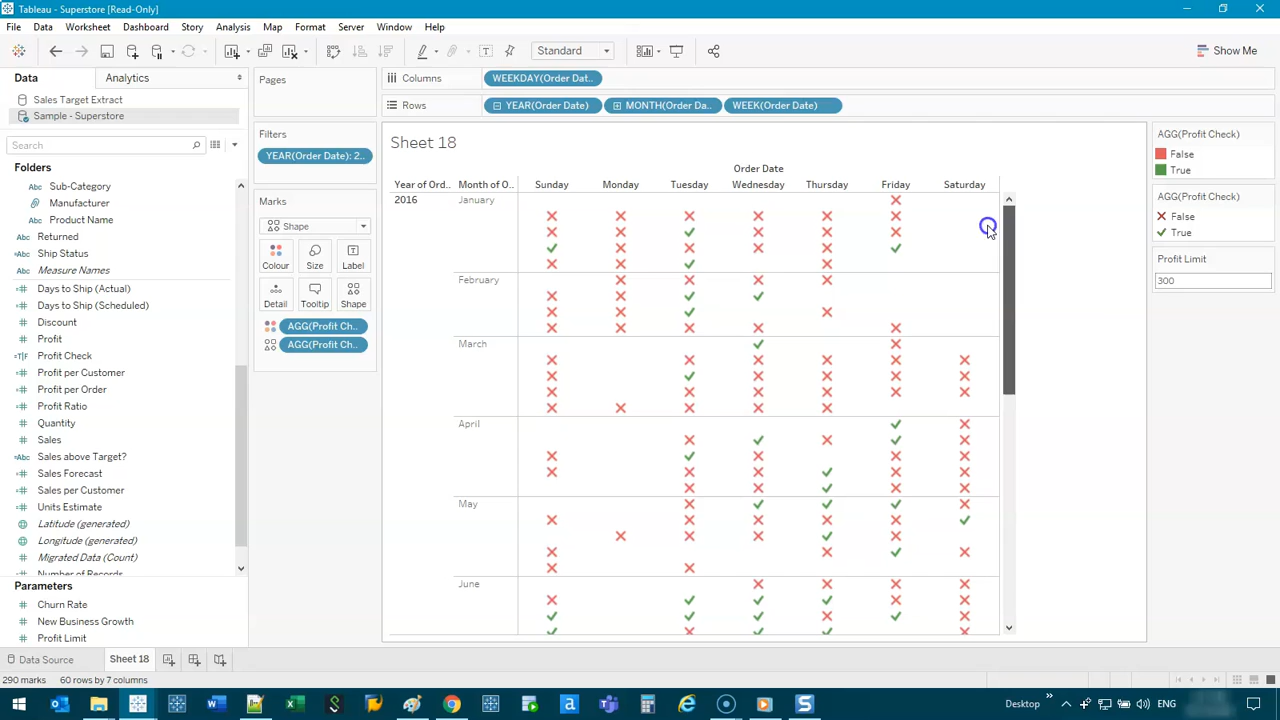 Tableau - Superstore [Read-Only]
File Data Worksheet Dashboard Story Analysis Map Format Server Window Help
Standard
Show Me
Data Analytics
Sales Target Extract
Sample - Superstore
Search
Folders
Sub-Category
Manufacturer
Product Name
Returned
Ship Status
Measure Names
Days to Ship (Actual)
Days to Ship (Scheduled)
Discount
Profit
Profit Check
Profit per Customer
Profit per Order
Profit Ratio
Quantity
Sales
Sales above Target?
Sales Forecast
Sales per Customer
Units Estimate
Latitude (generated)
Longitude (generated)
Migrated Data (Count)
Number of Records
Parameters
Churn Rate
New Business Growth
Profit Limit
Pages
Filters
YEAR(Order Date): 2..
Marks
Shape
Colour Size Label
Detail Tooltip Shape
AGG(Profit Ch..
AGG(Profit Ch..
Columns WEEKDAY(Order Dat..
Rows YEAR(Order Date) MONTH(Order Da.. WEEK(Order Date)
Sheet 18
Order Date
Year of Ord.. Month of O.. Sunday Monday Tuesday Wednesday Thursday Friday Saturday
2016 January
February
March
April
May
June
AGG(Profit Check)
False
True
AGG(Profit Check)
False
True
Profit Limit
300
Data Source Sheet 18
290 marks 60 rows by 7 columns
Desktop ENG